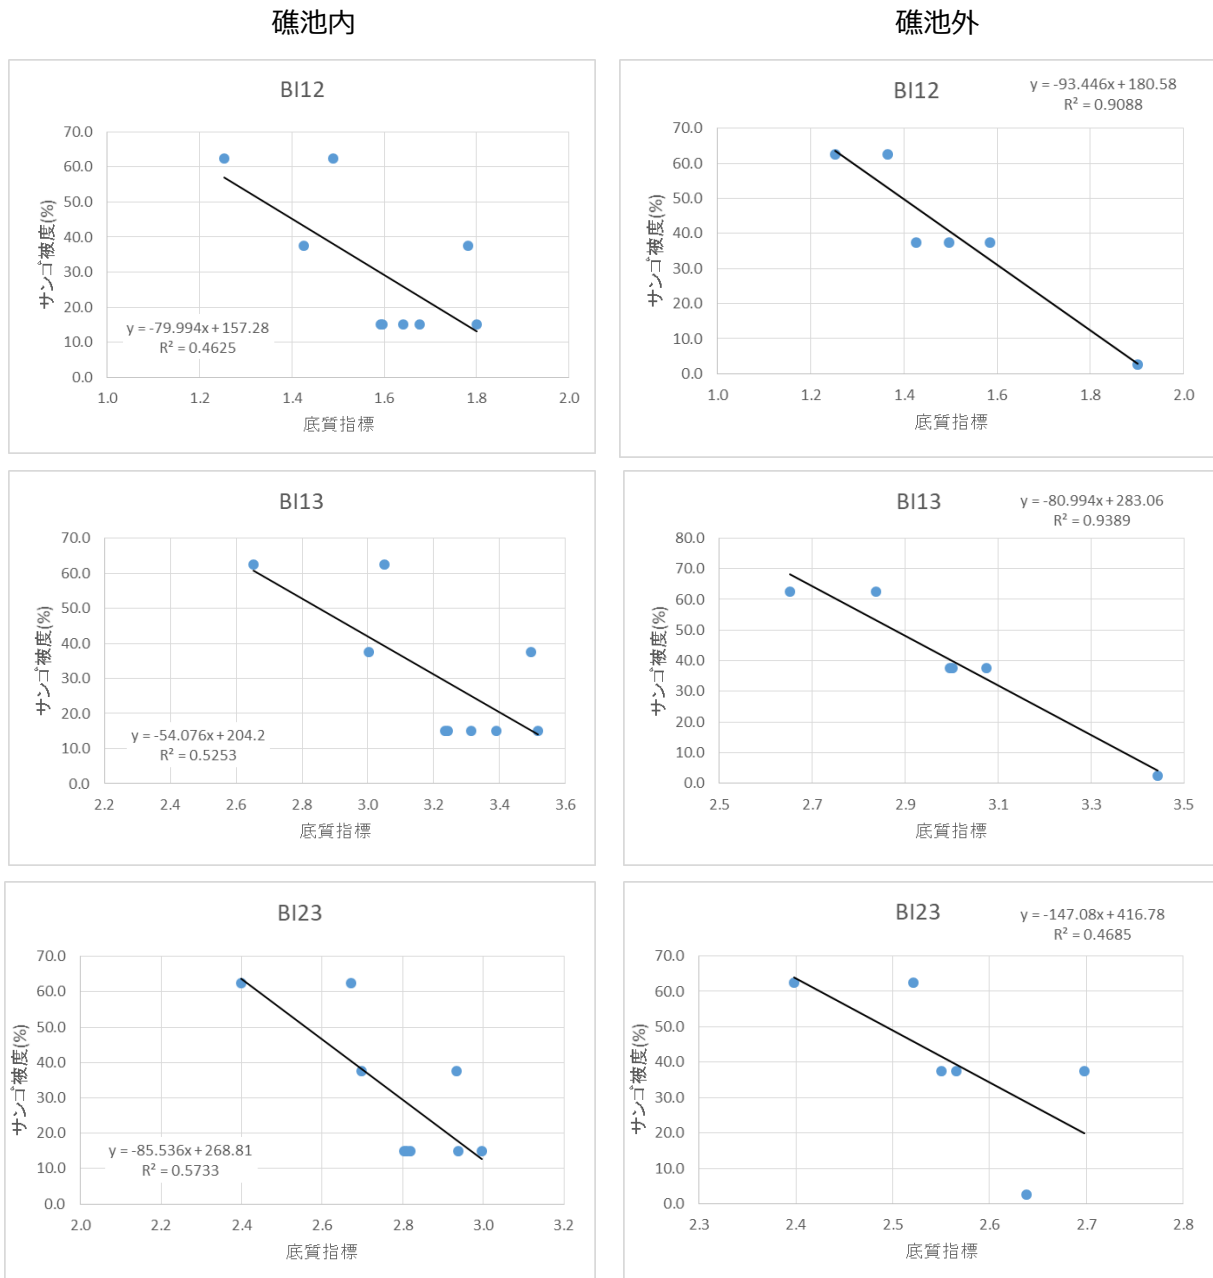 礁池内
礁池外
BI12
サンゴ被度(%)
70.0
60.0
50.0
40.0
30.0
20.0
10.0
0.0
y = -79.994x + 157.28
R² = 0.4625
1.0 1.2 1.4 1.6 1.8 2.0
底質指標
BI12
y = -93.446x + 180.58
R² = 0.9088
サンゴ被度(%)
70.0
60.0
50.0
40.0
30.0
20.0
10.0
0.0
1.0 1.2 1.4 1.6 1.8 2.0
底質指標
BI13
サンゴ被度(%)
70.0
60.0
50.0
40.0
30.0
20.0
10.0
0.0
y = -54.076x + 204.2
R² = 0.5253
2.2 2.4 2.6 2.8 3.0 3.2 3.4 3.6
底質指標
BI13
y = -80.994x + 283.06
R² = 0.9389
サンゴ被度(%)
80.0
70.0
60.0
50.0
40.0
30.0
20.0
10.0
0.0
2.5 2.7 2.9 3.1 3.3 3.5
底質指標
BI23
サンゴ被度(%)
70.0
60.0
50.0
40.0
30.0
20.0
10.0
0.0
y = -85.536x + 268.81
R² = 0.5733
2.0 2.2 2.4 2.6 2.8 3.0 3.2
底質指標
BI23
y = -147.08x + 416.78
R² = 0.4685
サンゴ被度(%)
70.0
60.0
50.0
40.0
30.0
20.0
10.0
0.0
2.3 2.4 2.5 2.6 2.7 2.8
底質指標